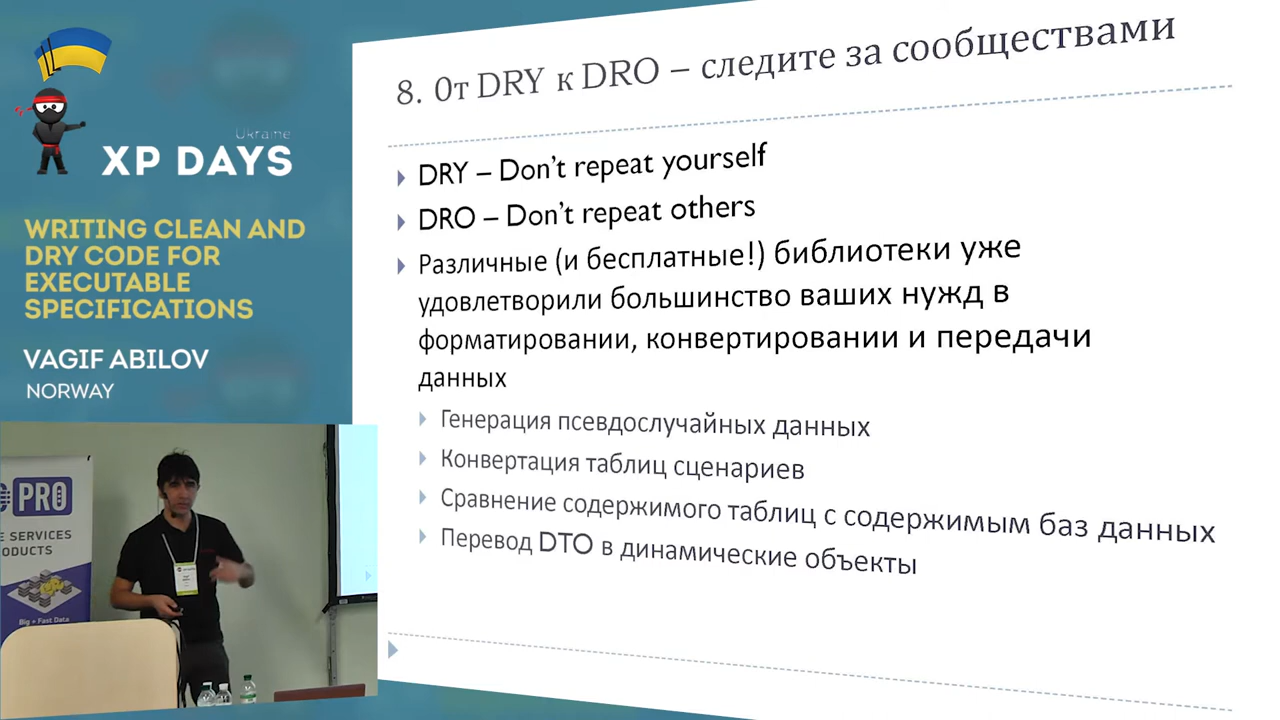 Ukraine
XP DAYS
WRITING CLEAN AND
DRY CODE FOR
EXECUTABLE
SPECIFICATIONS
VAGIF ABILOV
NORWAY
PRO
SERVICES
Big + Fast Data
8. От DRY к DRO – следите за сообществами
DRY – Don't repeat yourself
DRO – Don't repeat others
Различные (и бесплатные!) библиотеки уже
удовлетворили большинство ваших нужд в
форматировании, конвертировании и передачи
данных
Генерация псевдослучайных данных
Конвертация таблиц сценариев
Сравнение содержимого таблиц с содержимым баз данных
Перевод DTO в динамические объекты